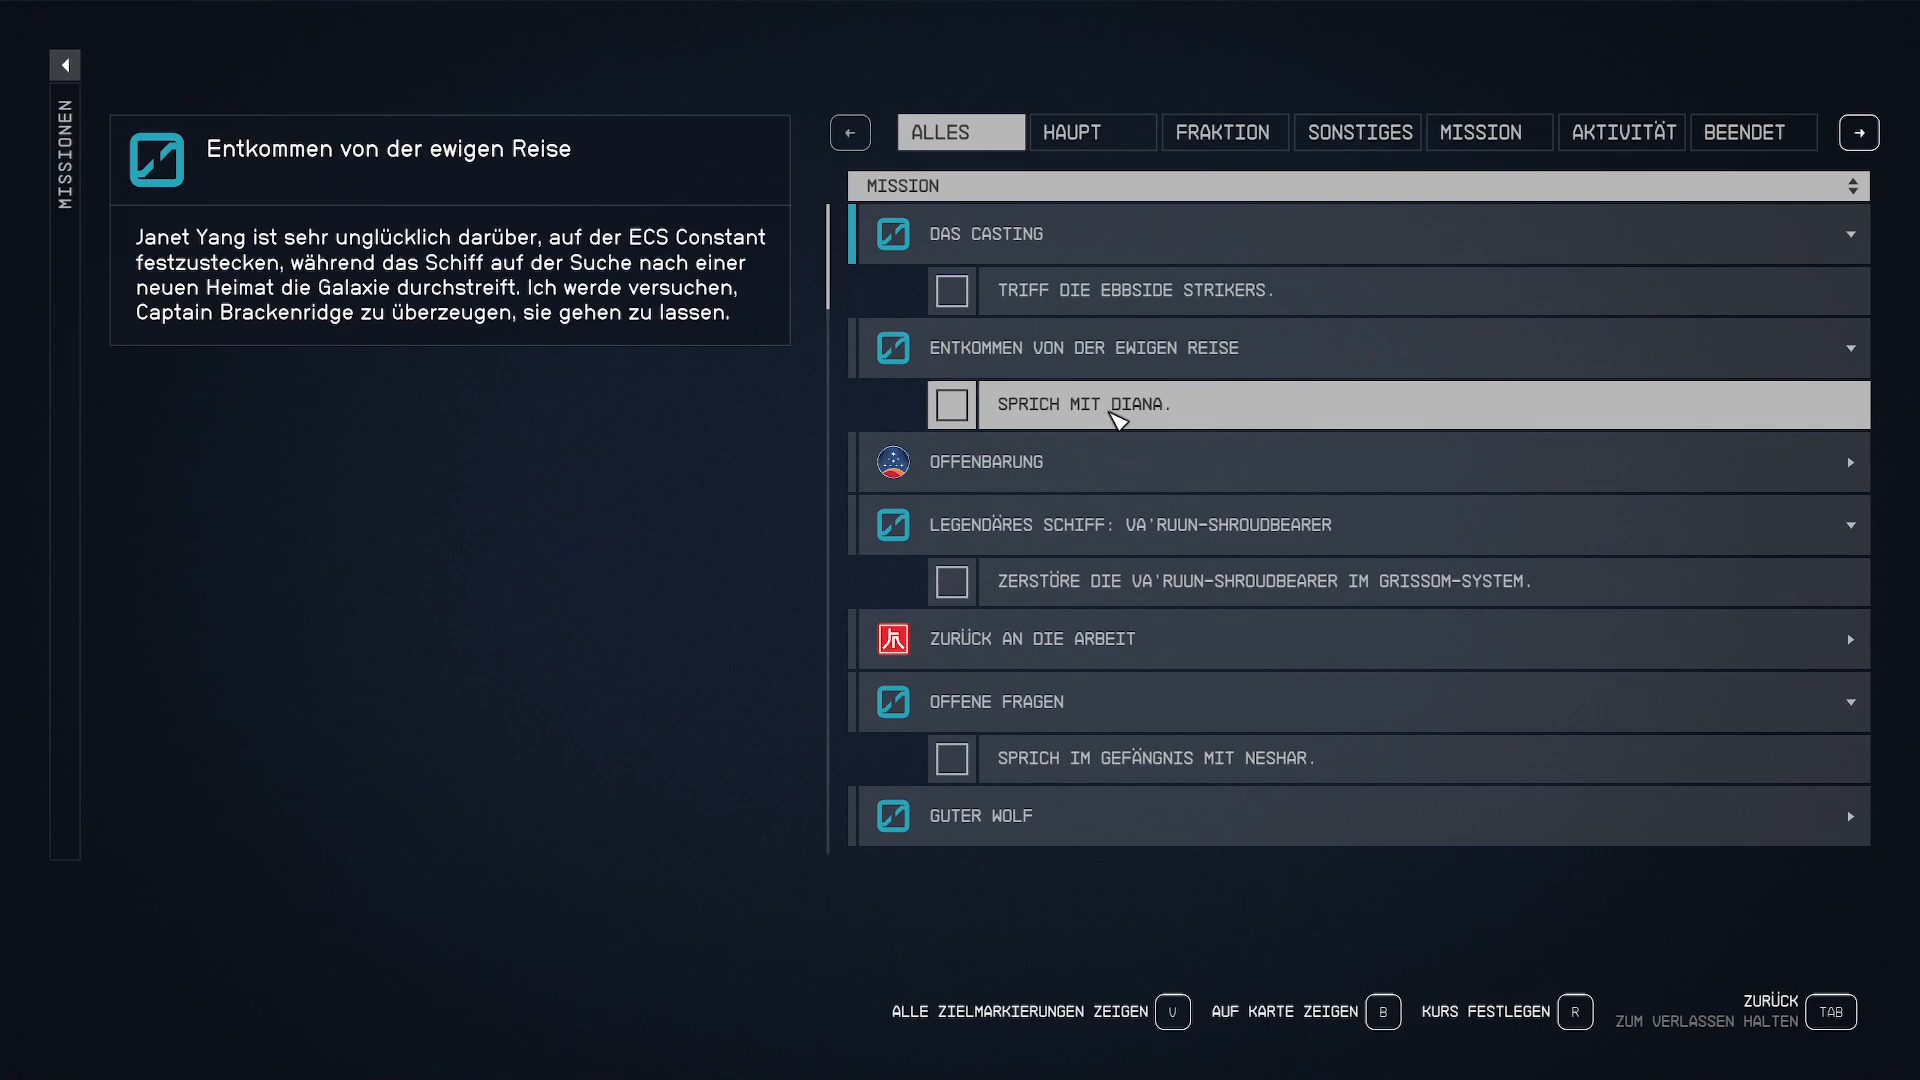 MISSIONEN
Entkommen von der ewigen Reise
Janet Yang ist sehr unglücklich darüber, auf der ECS Constant
festzustecken, während das Schiff auf der Suche nach einer
neuen Heimat die Galaxie durchstreift. Ich werde versuchen,
Captain Brackenridge zu überzeugen, sie gehen zu lassen.
ALLES HAUPT FRAKTION SONSTIGES MISSION AKTIVITÄT BEENDET
MISSION
DAS CASTING
TRIFF DIE EBBSIDE STRIKERS.
ENTKOMMEN VON DER EWIGEN REISE
SPRICH MIT DIANA.
OFFENBARUNG
LEGENDÄRES SCHIFF: VA'RUUN-SHROUDBEARER
ZERSTÖRE DIE VA'RUUN-SHROUDBEARER IM GRISSOM-SYSTEM.
ZURÜCK AN DIE ARBEIT
OFFENE FRAGEN
SPRICH IM GEFÄNGNIS MIT NESHAR.
GUTER WOLF
ALLE ZIELMARKIERUNGEN ZEIGEN V AUF KARTE ZEIGEN B KURS FESTLEGEN R
ZURÜCK
ZUM VERLASSEN HALTEN TAB